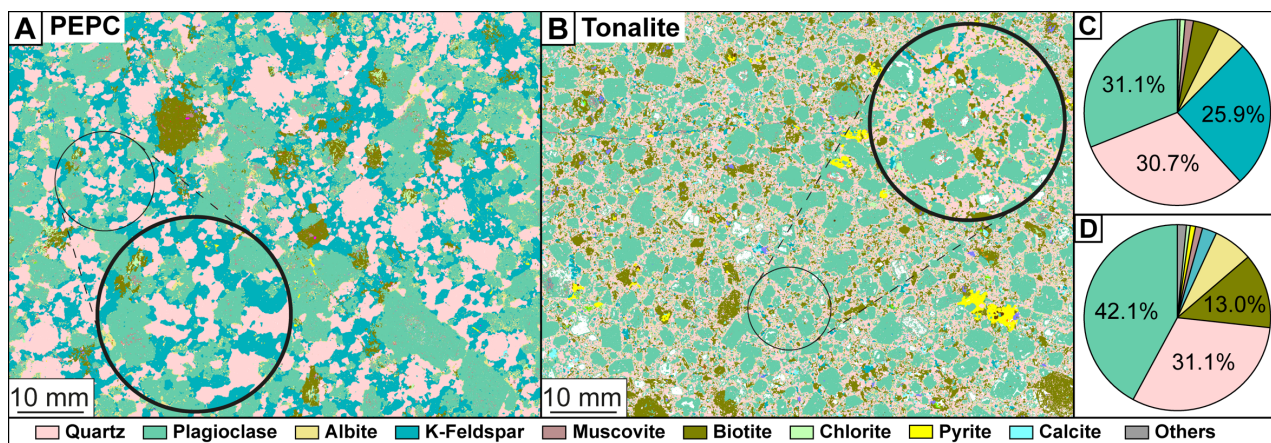 A PEPC
10 mm
B Tonalite
10 mm
C
31.1%
25.9%
30.7%
D
42.1%
13.0%
31.1%
Quartz Plagioclase Albite K-Feldspar Muscovite Biotite Chlorite Pyrite Calcite Others